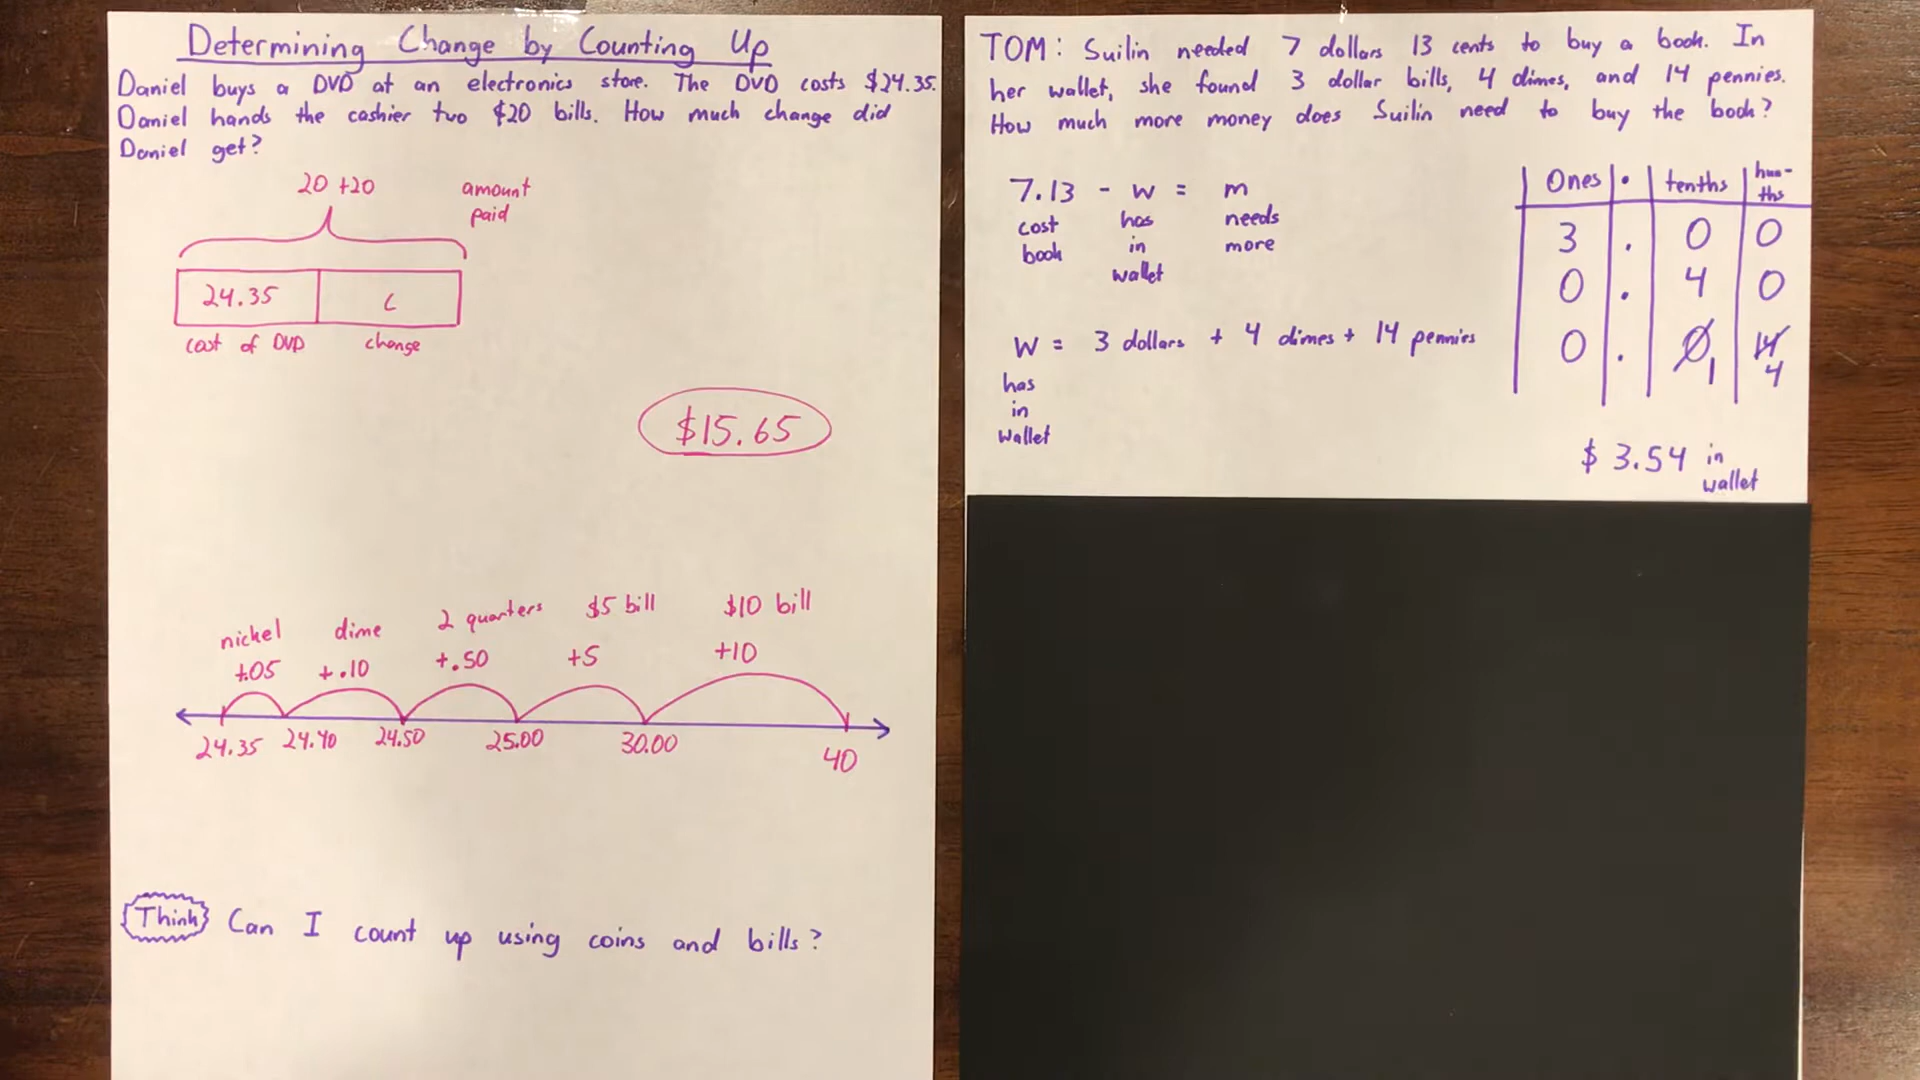 Determining Change by Counting Up
Daniel buys a DVD at an electronics store. The DVD costs $24.35.
Daniel hands the cashier two $20 bills. How much change did
Daniel get?
20 +20
amount
paid
24.35
c
cost of DVD
change
$15.65
nickel
dime
2 quarters
$5 bill
$10 bill
+.05
+.10
+.50
+5
+10
24.35
24.40
24.50
25.00
30.00
40
Think
Can I count up using coins and bills?
TOM: Suilin needed 7 dollars 13 cents to buy a book. In
her wallet, she found 3 dollar bills, 4 dimes, and 14 pennies.
How much more money does Suilin need to buy the book?
7.13 - w = m
cost has needs
book in more
wallet
w = 3 dollars + 4 dimes + 14 pennies
has
in
wallet
Ones . tenths hun-
ths
3 . 0 0
0 . 4 0
0 . 0 14
1 4
$ 3.54 in
wallet